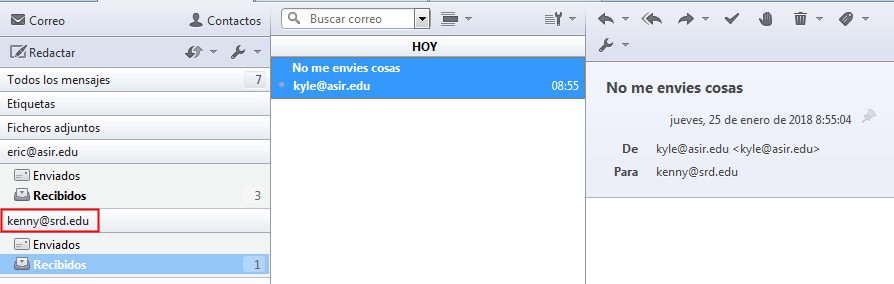 Correo
Contactos
Redactar
Todos los mensajes 7
Etiquetas
Ficheros adjuntos
eric@asir.edu
Enviados
Recibidos 3
kenny@srd.edu
Enviados
Recibidos 1
Buscar correo
HOY
No me envies cosas
kyle@asir.edu 08:55
No me envies cosas
jueves, 25 de enero de 2018 8:55:04
De kyle@asir.edu <kyle@asir.edu>
Para kenny@srd.edu